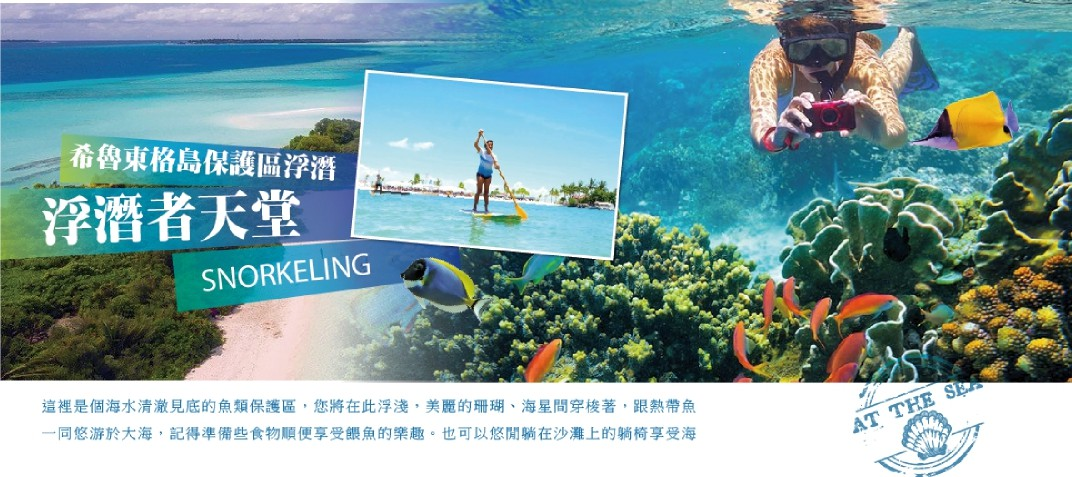 希魯東格島保護區浮潛
浮潛者天堂
SNORKELING
這裡是個海水清澈見底的魚類保護區，您將在此浮淺，美麗的珊瑚、海星間穿梭著，跟熱帶魚
一同悠游於大海，記得準備些食物順便享受餵魚的樂趣。也可以悠閒躺在沙灘上的躺椅享受海
AT THE SEA